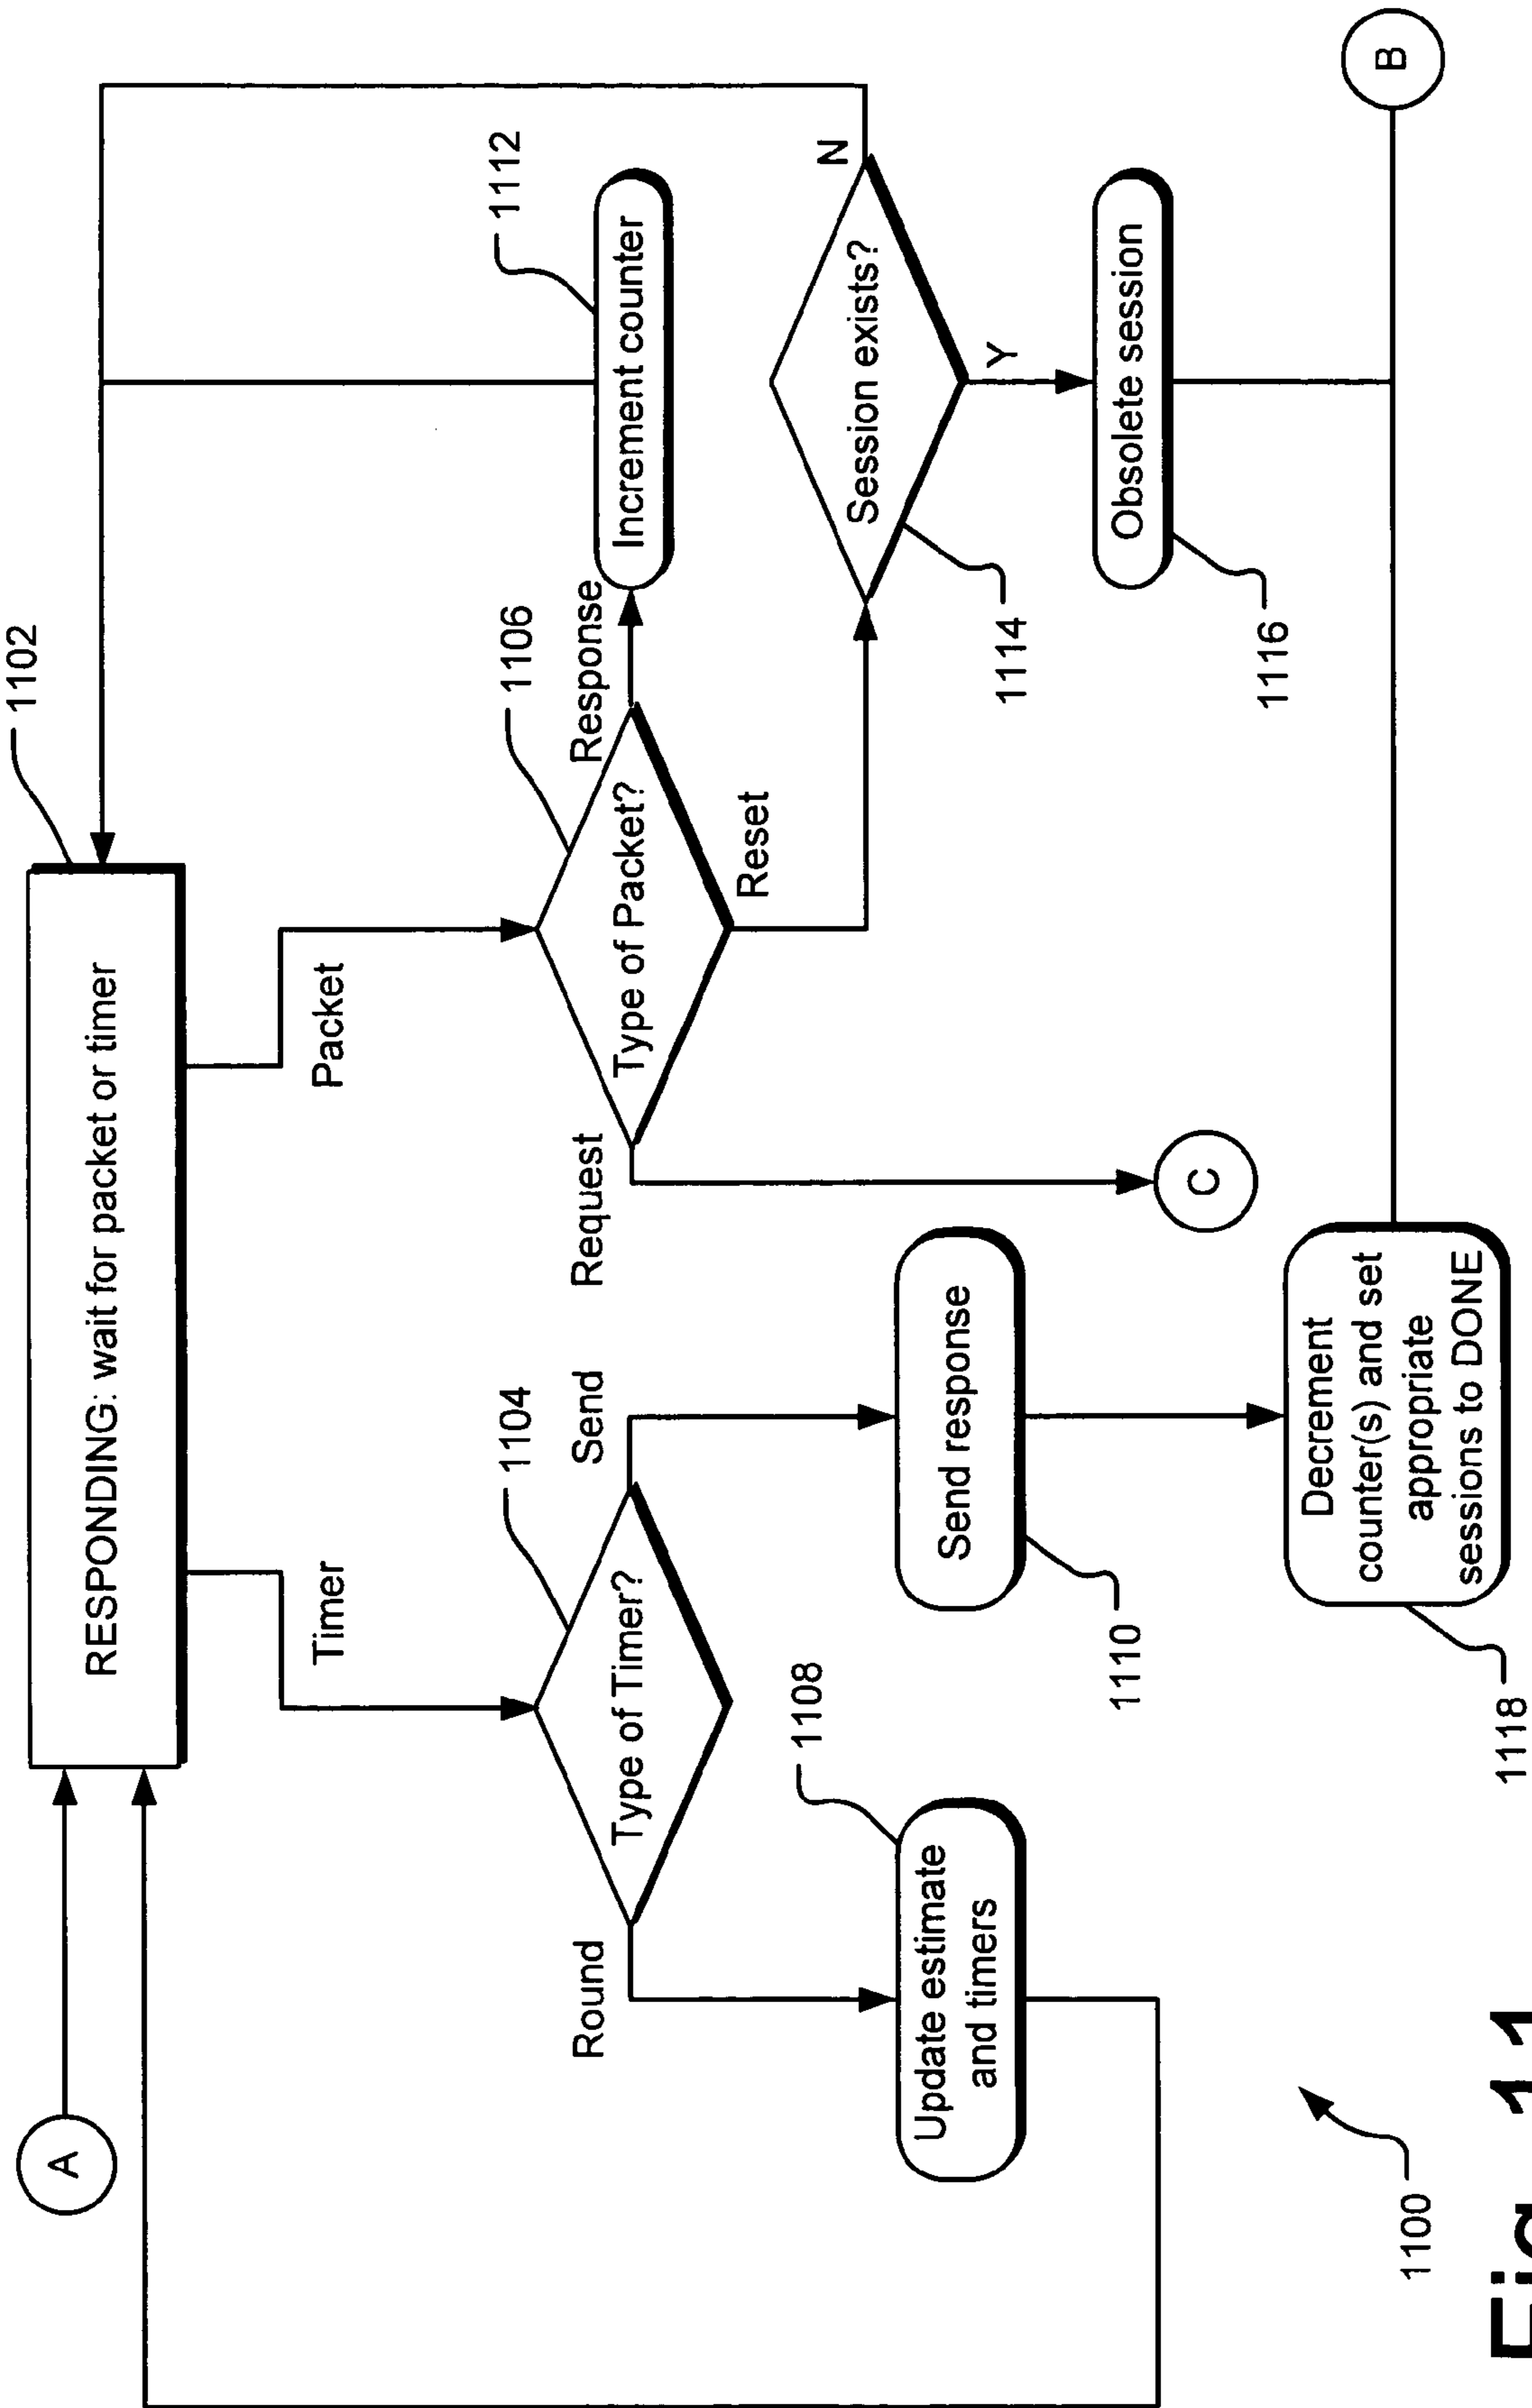 A
RESPONDING: wait for packet or timer
1102
Timer
Packet
Type of Timer?
1104
Round
Send
Type of Packet?
1106
Request
Response
Reset
Increment counter
1112
Update estimate
and timers
1108
Send response
1110
Session exists?
N
Y
1114
C
Obsolete session
1116
Decrement
counter(s) and set
appropriate
sessions to DONE
1118
B
1100
Fig. 11